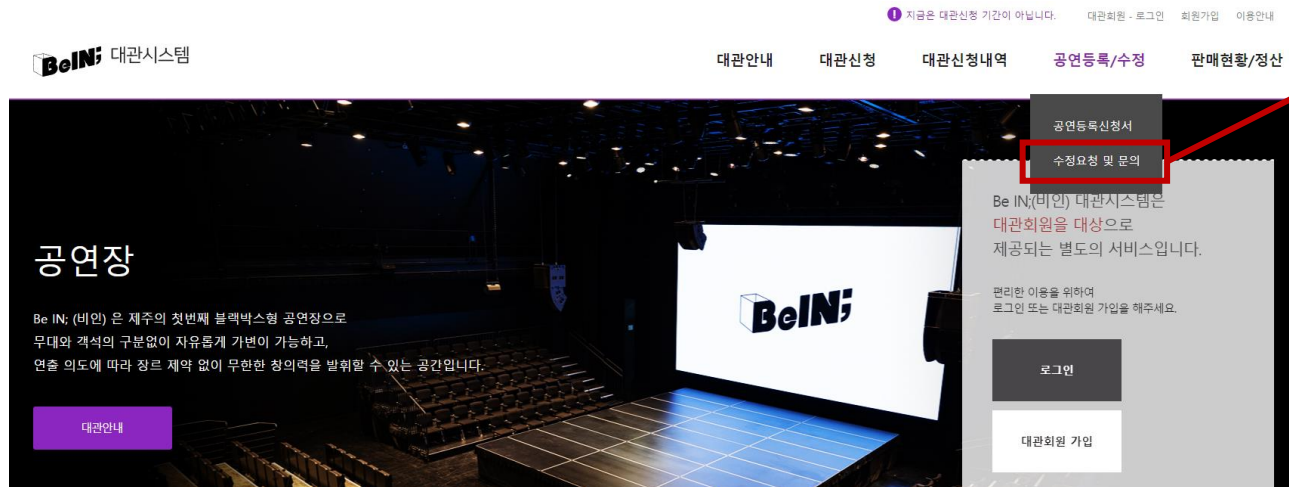 지금은 대관신청 기간이 아닙니다. 대관회원 - 로그인 회원가입 이용안내
BeIN; 대관시스템
대관안내 대관신청 대관신청내역 공연등록/수정 판매현황/정산
공연등록신청서
수정요청 및 문의
Be IN;(비인) 대관시스템은
대관회원을 대상으로
제공되는 별도의 서비스입니다.
편리한 이용을 위하여
로그인 또는 대관회원 가입을 해주세요.
로그인
대관회원 가입
공연장
Be IN; (비인) 은 제주의 첫번째 블랙박스형 공연장으로
무대와 객석의 구분없이 자유롭게 가변이 가능하고,
연출 의도에 따라 장르 제약 없이 무한한 창의력을 발휘할 수 있는 공간입니다.
대관안내
BeIN;